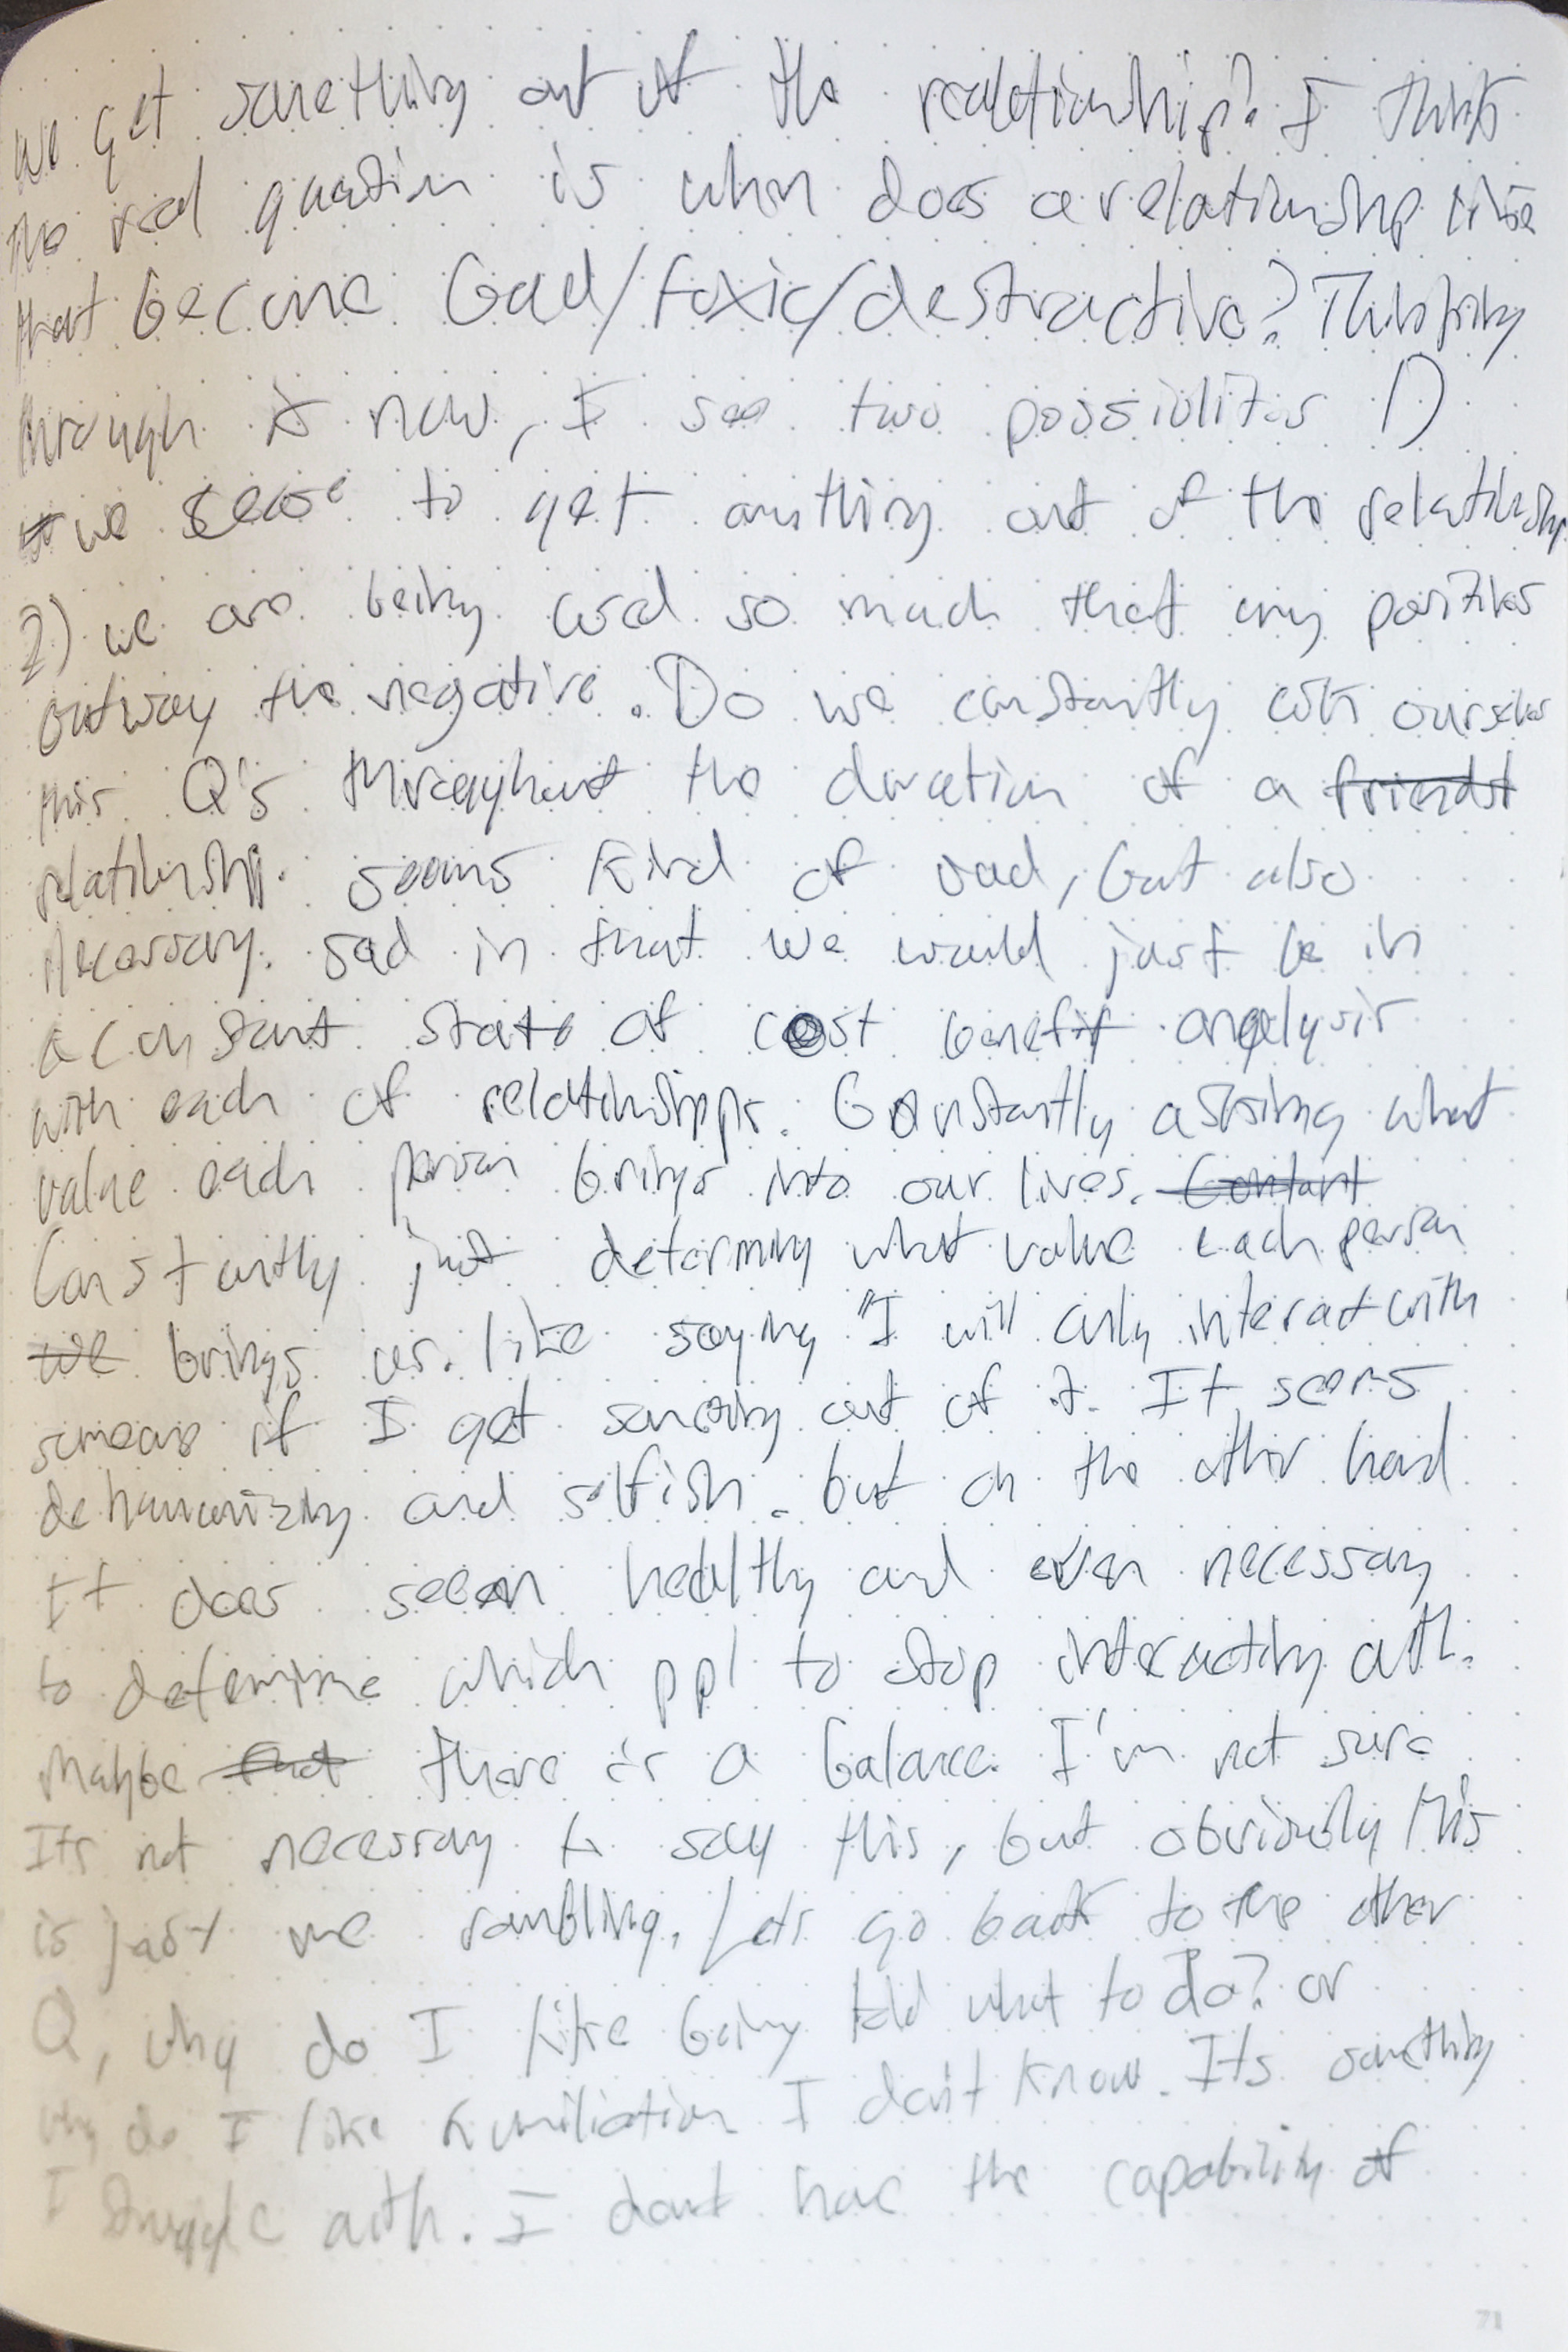 we get something out of the realationship? I think
the real question is when does a relationship like
that become bad/toxic/destructive? Thinking
through it now, I see two possiolities 1)
we cease to get anything out of the relationship
2) we are being used so much that any positives
outway the negative. Do we constantly ask ourselves
this Q's throughout the duration of a friendst
relationship. seems kind of sad, but also
necessary. sad in that we would just be in
a constant state of cost benefit analysis
with each of relationships. Constantly asking what
value each person brings into our lives. Contant
Constantly just determing what value each person
we brings us. like saying "I will only interact with
someone if I get something out of it. It seems
dehumanizing and selfish. but on the other hand
It does seem healthy and even necessary
to determine which ppl to stop interacting with.
Maybe that there is a balance. I'm not sure
Its not necessary to say this, but obviously this
is just me rambling. Lets go back to the other
Q, why do I like being told what to do? or
why do I like humiliation I don't know. Its something
I struggle with. I dont have the capability of
71